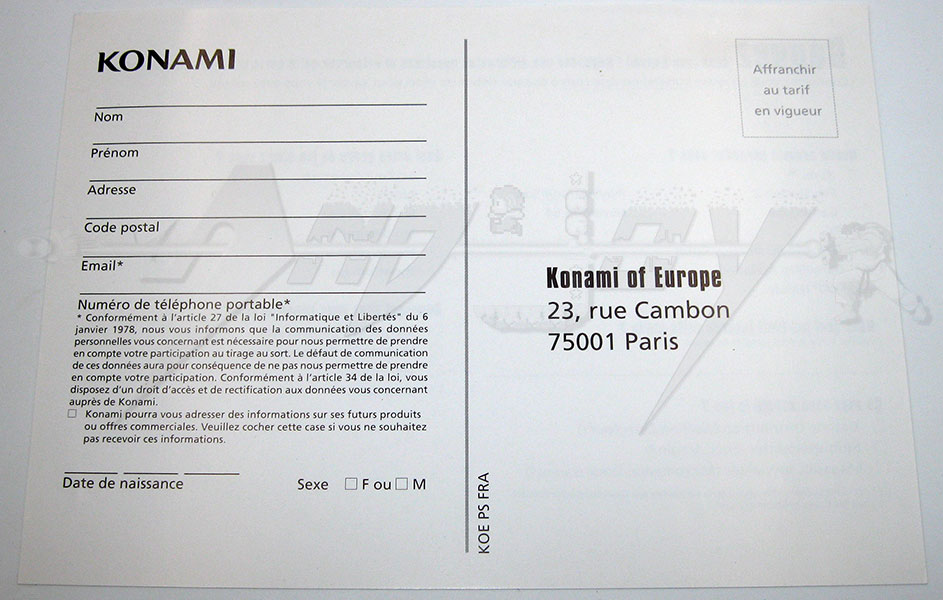 KONAMI
Nom
Prénom
Adresse
Code postal
Email*
Numéro de téléphone portable*
* Conformément à l'article 27 de la loi "Informatique et Libertés" du 6
janvier 1978, nous vous informons que la communication des données
personnelles vous concernant est nécessaire pour nous permettre de prendre
en compte votre participation au tirage au sort. Le défaut de communication
de ces données aura pour conséquence de ne pas nous permettre de prendre
en compte votre participation. Conformément à l'article 34 de la loi, vous
disposez d'un droit d'accès et de rectification aux données vous concernant
auprès de Konami.
Konami pourra vous adresser des informations sur ses futurs produits
ou offres commerciales. Veuillez cocher cette case si vous ne souhaitez
pas recevoir ces informations.
Date de naissance
Sexe F ou M
KOE PS FRA
Affranchir
au tarif
en vigueur
Konami of Europe
23, rue Cambon
75001 Paris